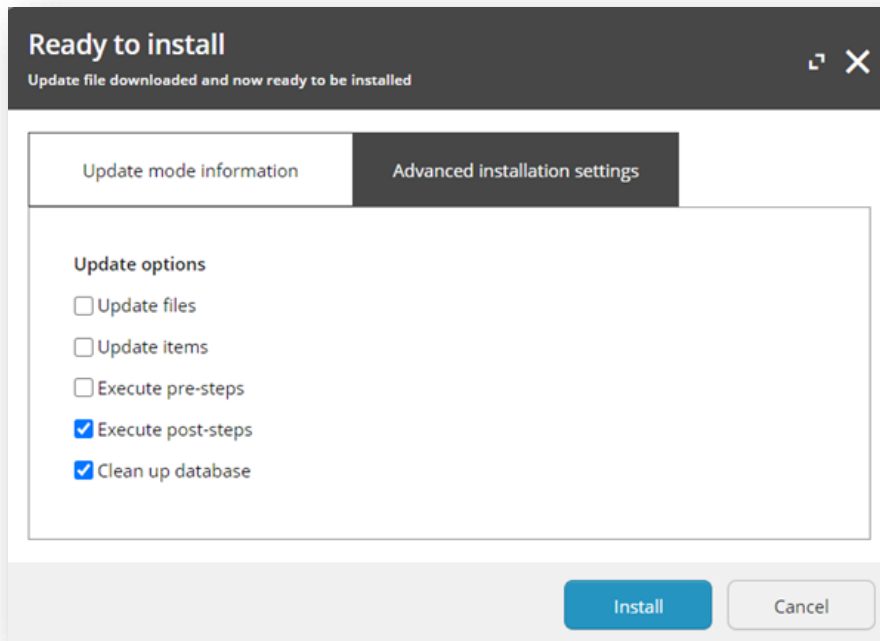 Ready to install
Update file downloaded and now ready to be installed
Update mode information
Advanced installation settings
Update options
Update files
Update items
Execute pre-steps
Execute post-steps
Clean up database
Install
Cancel